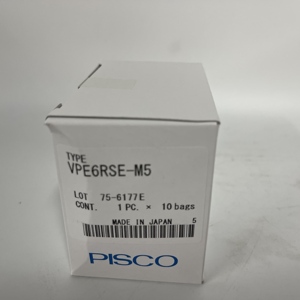 TYPE
VPE6RSE-M5
LOT 75-6177E
CONT. 1 PC. × 10 bags
MADE IN JAPAN 5
PISCO